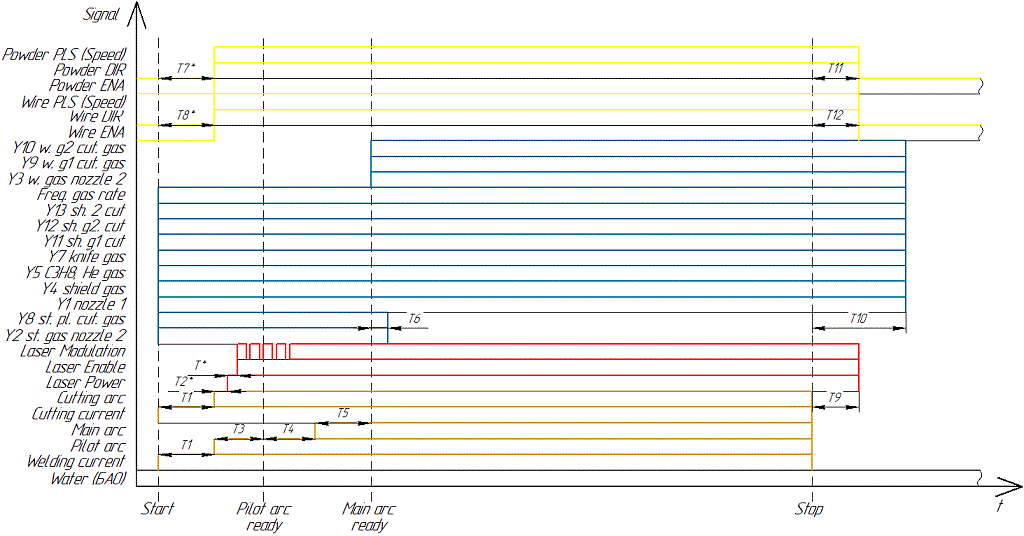 Signal
Powder PLS (Speed)
Powder DIR
T7*
T11
Powder ENA
Wire PLS (Speed)
Wire DIR
T8*
T12
Wire ENA
Y10 w. g2 cut. gas
Y9 w. g1 cut. gas
Y3 w. gas nozzle 2
Freq. gas rate
Y13 sh. 2 cut
Y12 sh. g2. cut
Y11 sh. g1 cut
Y7 knife gas
Y5 C3H8, He gas
Y4 shield gas
Y1 nozzle 1
Y8 st. pl. cut. gas
T6
T10
Y2 st. gas nozzle 2
Laser Modulation
Laser Enable
T*
Laser Power
T2*
Cutting arc
T1
T9
Cutting current
T5
Main arc
T3
T4
Pilot arc
T1
Welding current
Water (БАО)
Start
Pilot arc
ready
Main arc
ready
Stop
t